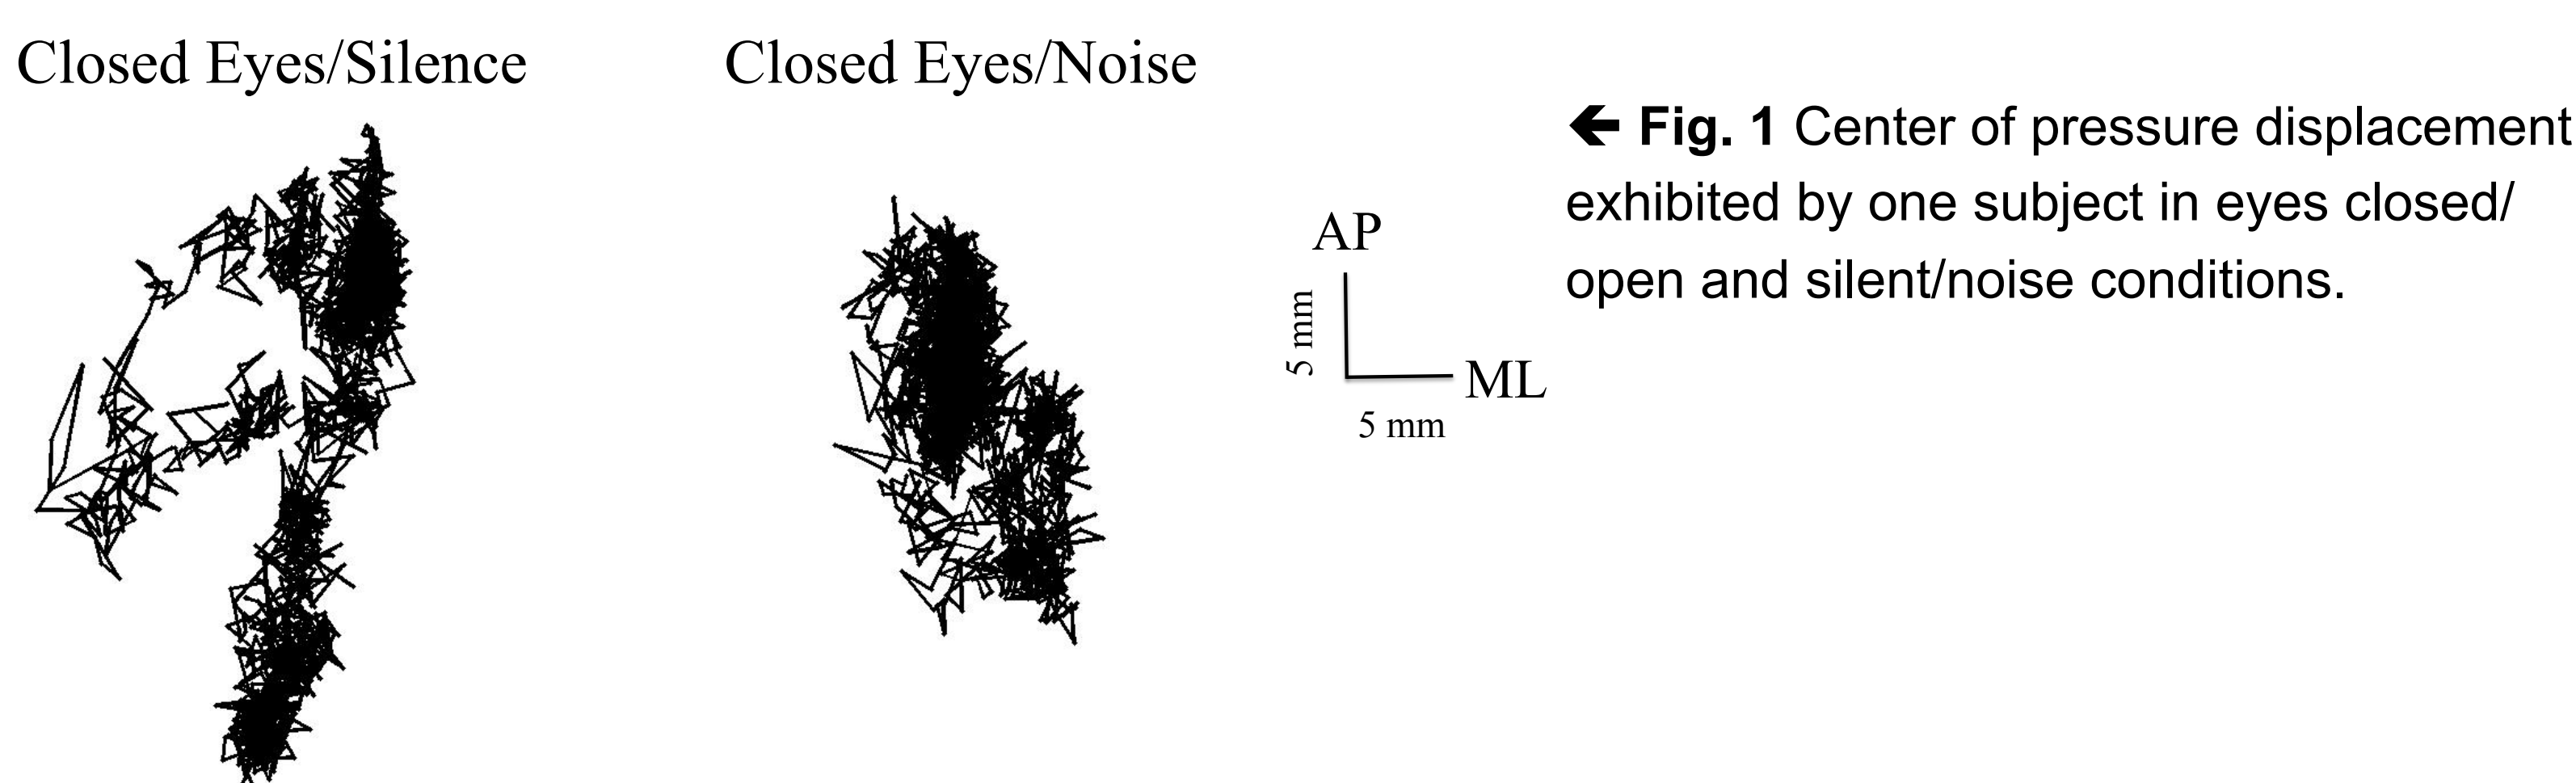 Closed Eyes/Silence
Closed Eyes/Noise
AP
5 mm
ML
5 mm
← Fig. 1 Center of pressure displacement
exhibited by one subject in eyes closed/
open and silent/noise conditions.